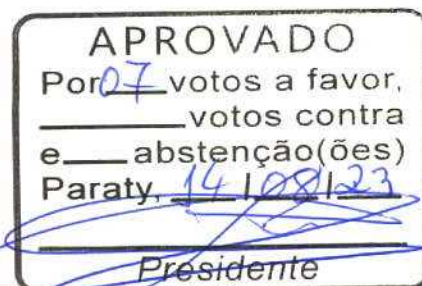 APROVADO
Por 07 votos a favor,
votos contra
e abstenção(ões)
Paraty, 14 / 08 / 23
Presidente